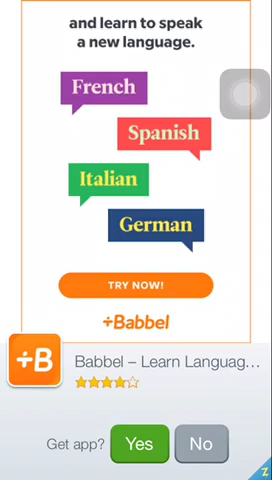 and learn to speak
a new language.
French
Spanish
Italian
German
TRY NOW!
+Babbel
+B
Babbel – Learn Languag...
Get app?
Yes
No
z